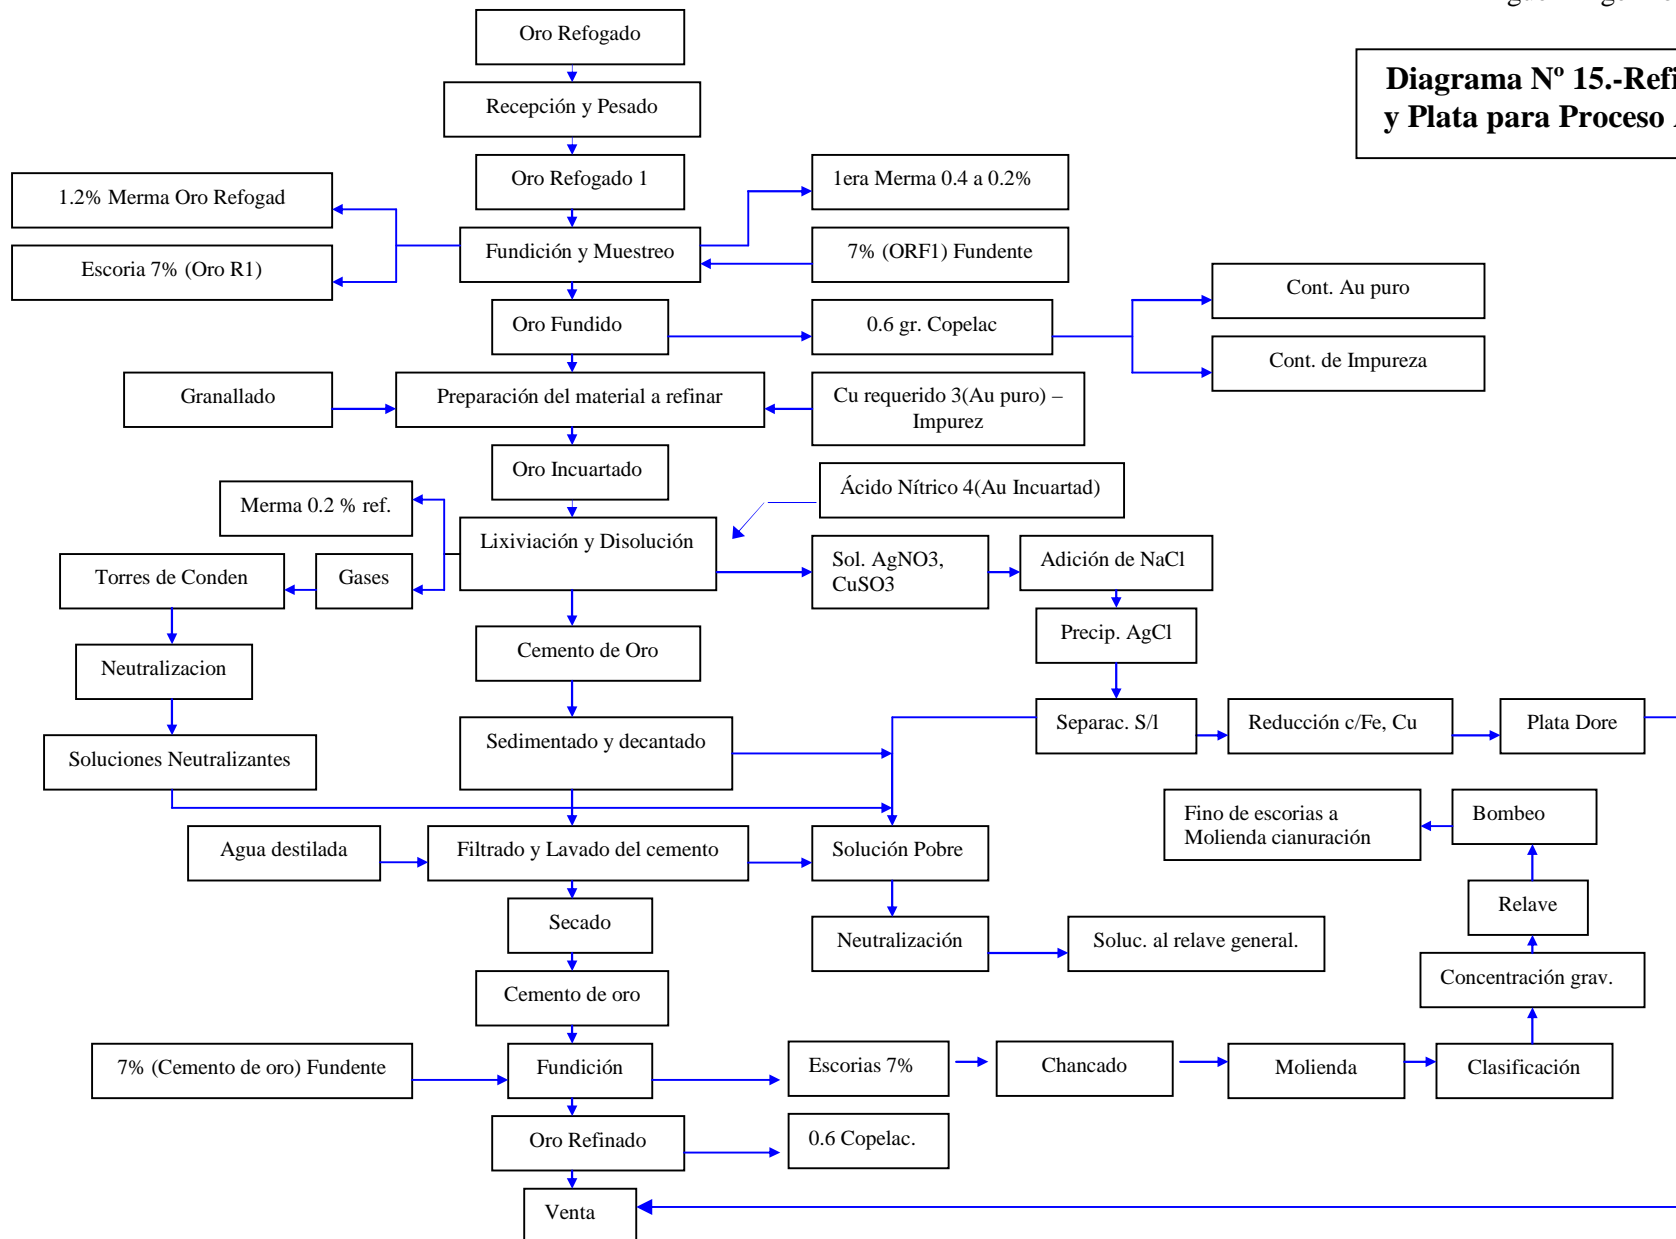 Oro Refogado
Diagrama Nº 15.-Refi
y Plata para Proceso
Recepción y Pesado
Oro Refogado 1
1era Merma 0.4 a 0.2%
1.2% Merma Oro Refogad
Fundición y Muestreo
7% (ORF1) Fundente
Escoria 7% (Oro R1)
Cont. Au puro
Oro Fundido
0.6 gr. Copelac
Cont. de Impureza
Granallado
Preparación del material a refinar
Cu requerido 3(Au puro) –
Impurez
Oro Incuartado
Ácido Nítrico 4(Au Incuartad)
Merma 0.2 % ref.
Lixiviación y Disolución
Sol. AgNO3,
CuSO3
Adición de NaCl
Torres de Conden
Gases
Precip. AgCl
Cemento de Oro
Neutralizacion
Separac. S/l
Reducción c/Fe, Cu
Plata Dore
Sedimentado y decantado
Soluciones Neutralizantes
Fino de escorias a
Molienda cianuración
Bombeo
Agua destilada
Filtrado y Lavado del cemento
Solución Pobre
Relave
Secado
Neutralización
Soluc. al relave general.
Concentración grav.
Cemento de oro
7% (Cemento de oro) Fundente
Fundición
Escorias 7%
Chancado
Molienda
Clasificación
Oro Refinado
0.6 Copelac.
Venta